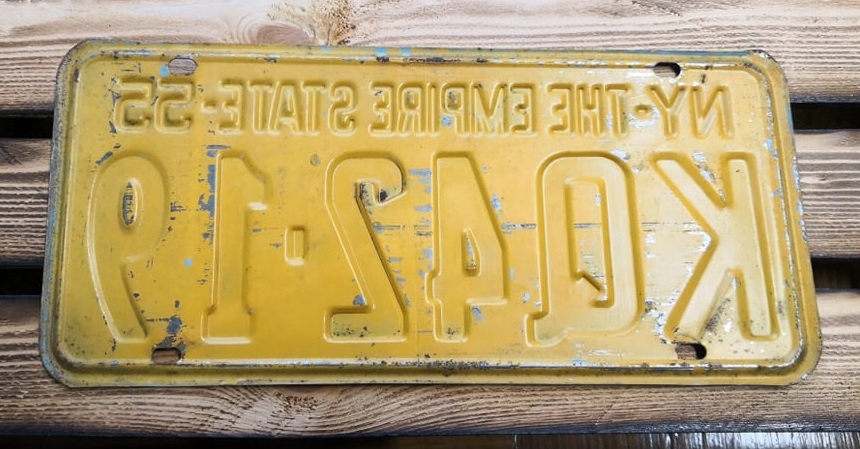 NY·THE EMPIRE STATE·55
KQ42·19